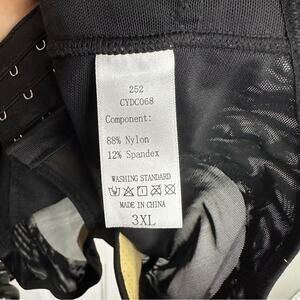 252
CYDC068
Component:
88% Nylon
12% Spandex
WASHING STANDARD
MADE IN CHINA
3XL